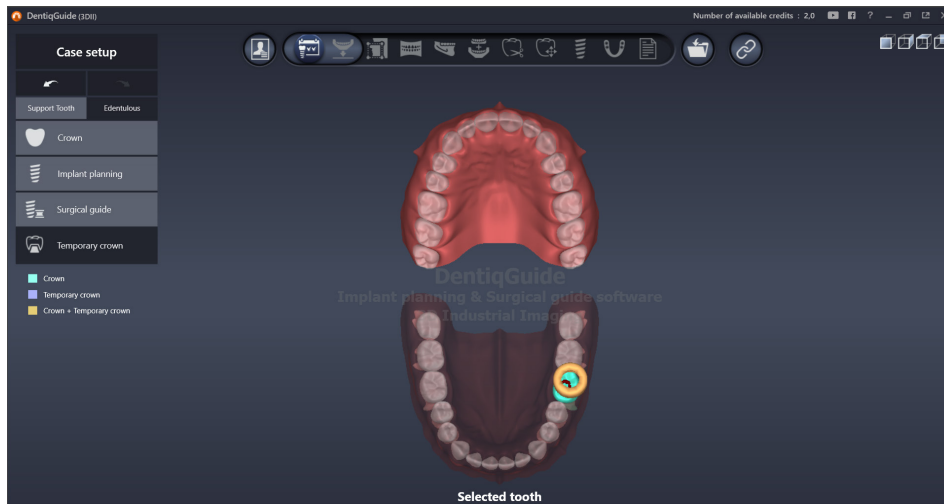 DentiqGuide (3DII)
Number of available credits : 2,0
?
Case setup
Support Tooth
Edentulous
Crown
Implant planning
Surgical guide
Temporary crown
Crown
Temporary crown
Crown + Temporary crown
DentiqGuide
Implant planning & Surgical guide software
Industrial Imag
Selected tooth